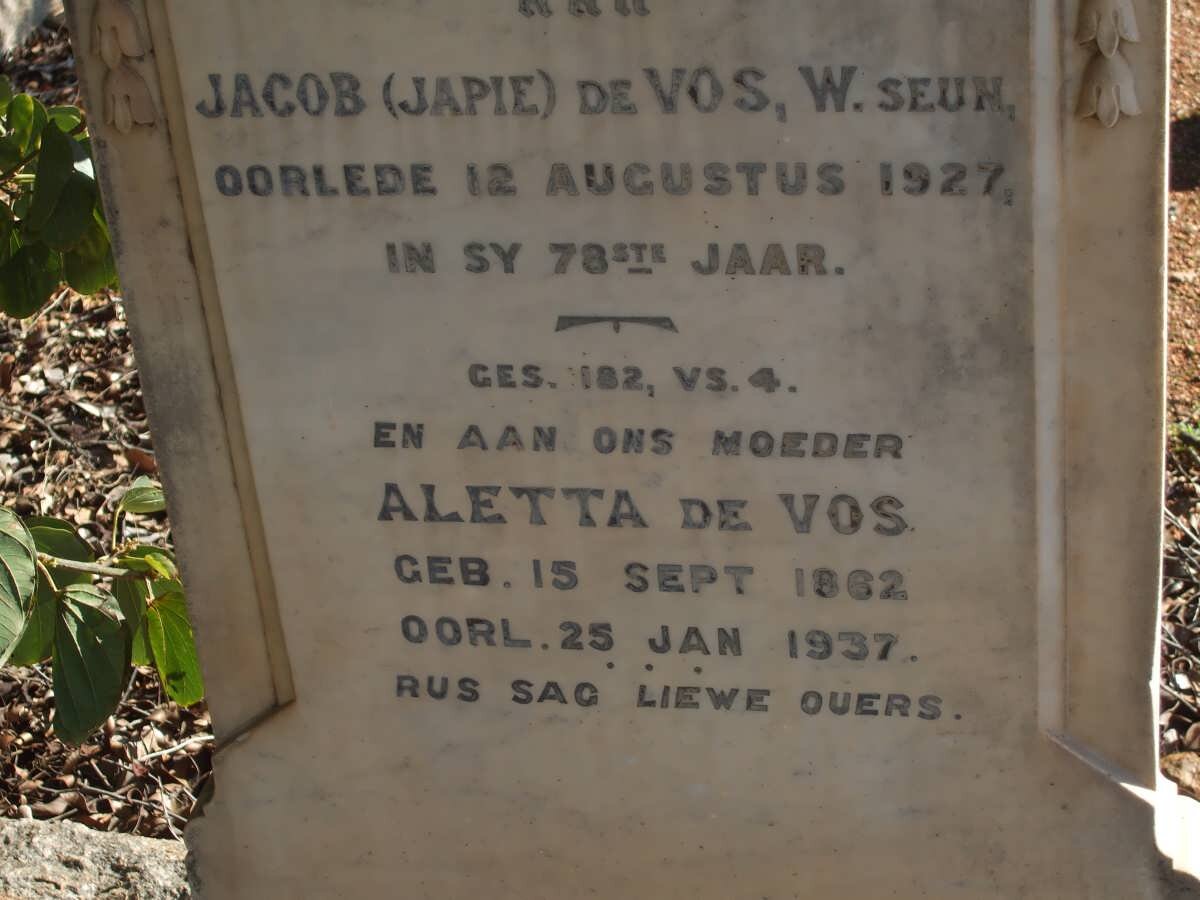 JACOB (JAPIE) DE VOS, W. SEUN,
OORLEDE 12 AUGUSTUS 1927,
IN SY 78STE JAAR.
GES. 182, VS. 4.
EN AAN ONS MOEDER
ALETTA DE VOS.
GEB. 15 SEPT 1862
OORL. 25 JAN 1937.
RUS SAG LIEWE OUERS.